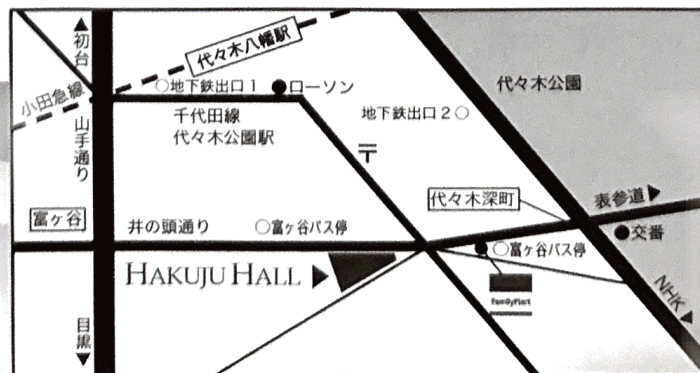 ▲初台
代々木八幡駅
代々木公園
小田急線
○地下鉄出口1
●ローソン
地下鉄出口2○
千代田線
代々木公園駅
山手通り
〒
代々木深町
表参道▶
富ヶ谷
井の頭通り
○富ヶ谷バス停
○富ヶ谷バス停
●交番
HAKUJU HALL ▶
FamilyMart
NHK▶
目黒▼